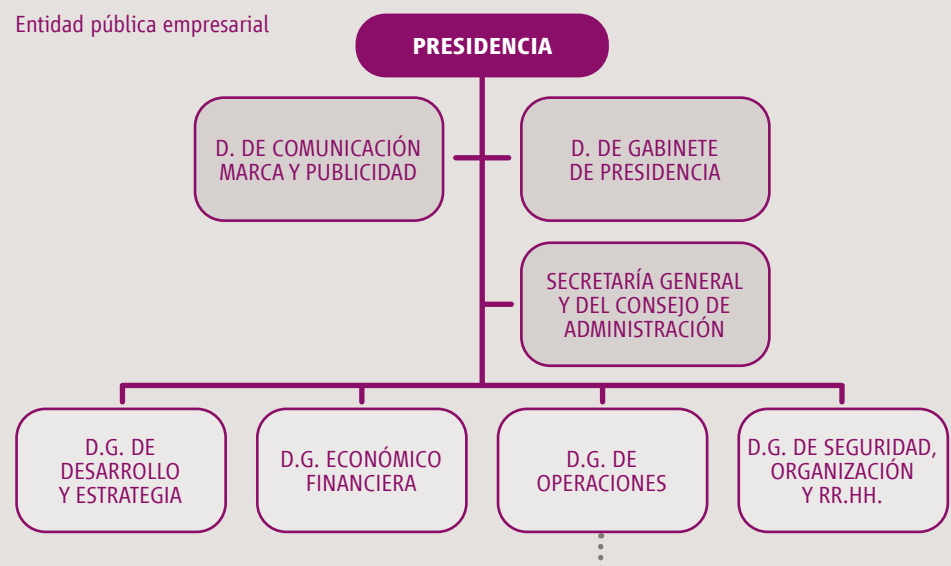 Entidad pública empresarial
PRESIDENCIA
D. DE COMUNICACIÓN
MARCA Y PUBLICIDAD
D. DE GABINETE
DE PRESIDENCIA
SECRETARÍA GENERAL
Y DEL CONSEJO DE
ADMINISTRACIÓN
D.G. DE
DESARROLLO
Y ESTRATEGIA
D.G. ECONÓMICO
FINANCIERA
D.G. DE
OPERACIONES
D.G. DE SEGURIDAD,
ORGANIZACIÓN
Y RR.HH.